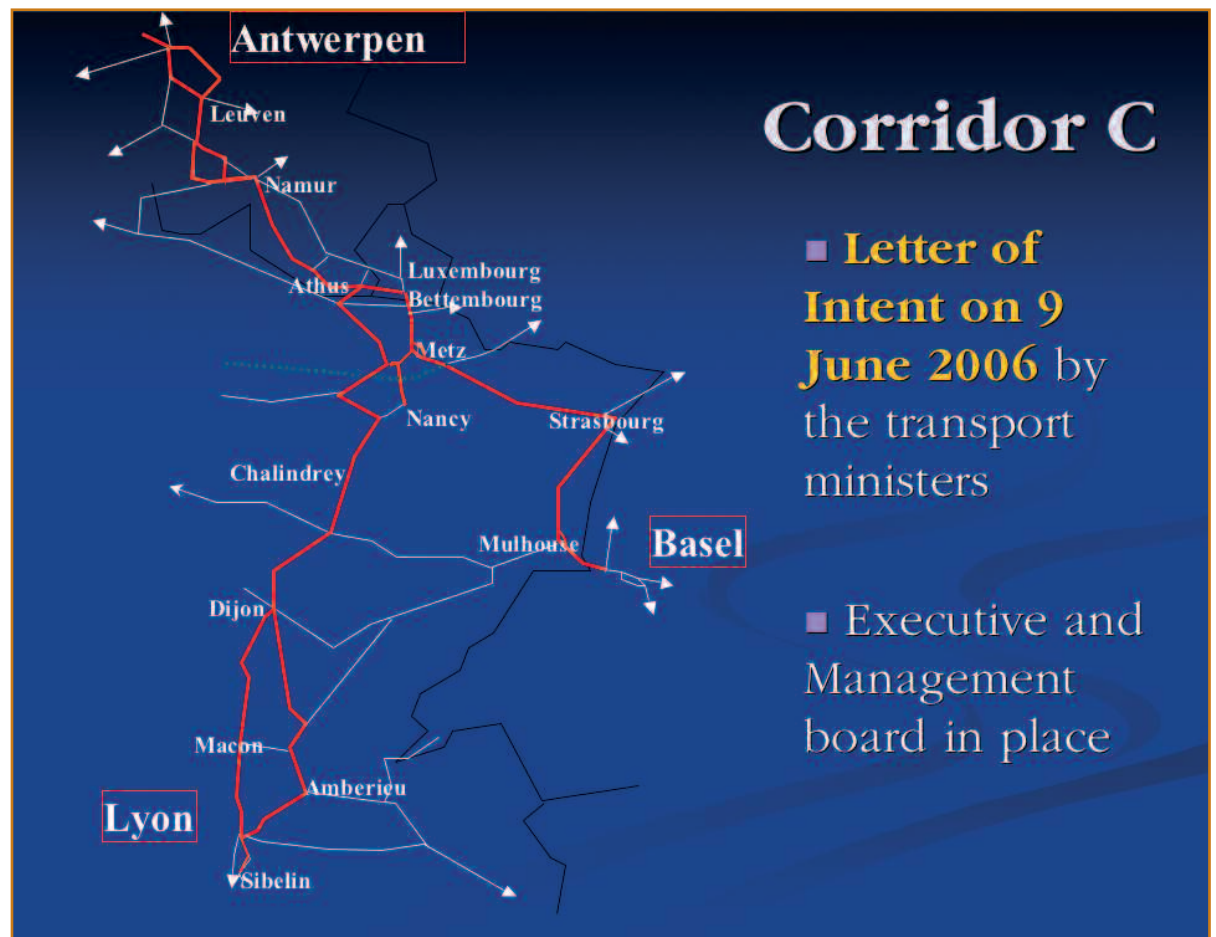 Antwerpen
Leuven
Namur
Luxembourg
Athus
Bettembourg
Metz
Nancy
Strasbourg
Chalindrey
Mulhouse
Basel
Dijon
Macon
Amberieu
Lyon
Sibelin
Corridor C
Letter of
Intent on 9
June 2006 by
the transport
ministers
Executive and
Management
board in place